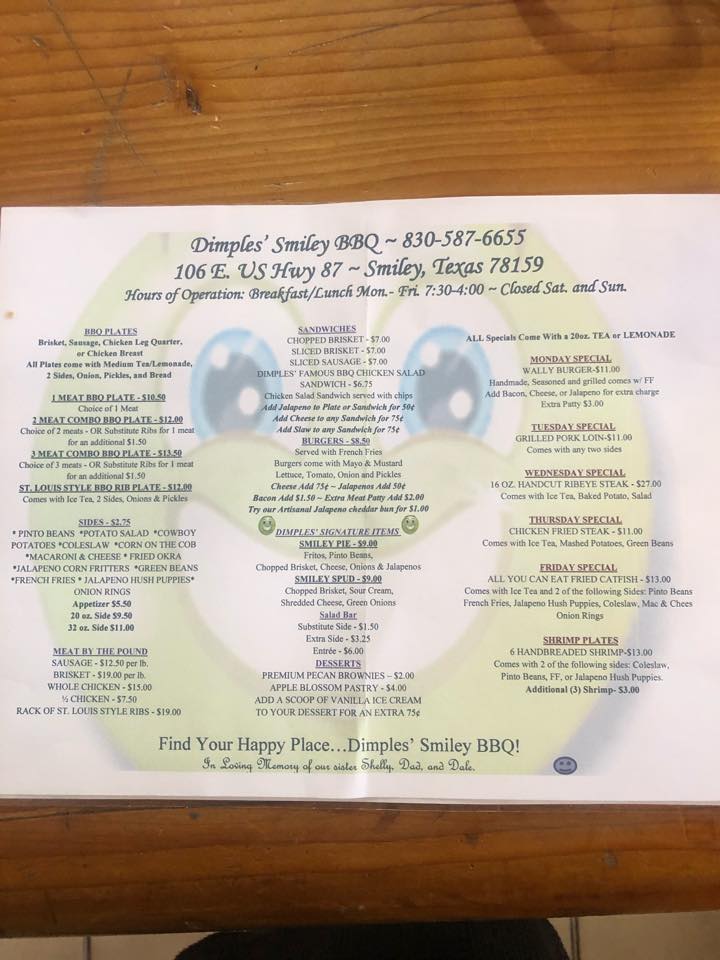 Dimples' Smiley BBQ ~ 830-587-6655
106 E. US Hwy 87 ~ Smiley, Texas 78159
Hours of Operation: Breakfast/Lunch Mon.- Fri. 7:30-4:00 ~ Closed Sat. and Sun.
BBQ PLATES
Brisket, Sausage, Chicken Leg Quarter,
or Chicken Breast
All Plates come with Medium Tea/Lemonade,
2 Sides, Onion, Pickles, and Bread
1 MEAT BBQ PLATE - $10.50
Choice of 1 Meat
2 MEAT COMBO BBQ PLATE - $12.00
Choice of 2 meats - OR Substitute Ribs for 1 meat
for an additional $1.50
3 MEAT COMBO BBQ PLATE - $13.50
Choice of 3 meats - OR Substitute Ribs for 1 meat
for an additional $1.50
ST. LOUIS STYLE BBQ RIB PLATE - $12.00
Comes with Ice Tea, 2 Sides, Onions & Pickles
SIDES - $2.75
* PINTO BEANS *POTATO SALAD *COWBOY
POTATOES *COLESLAW *CORN ON THE COB
*MACARONI & CHEESE * FRIED OKRA
*JALAPENO CORN FRITTERS *GREEN BEANS
*FRENCH FRIES * JALAPENO HUSH PUPPIES*
ONION RINGS
Appetizer $5.50
20 oz. Side $9.50
32 oz. Side $11.00
MEAT BY THE POUND
SAUSAGE - $12.50 per lb.
BRISKET - $19.00 per lb.
WHOLE CHICKEN - $15.00
½ CHICKEN - $7.50
RACK OF ST. LOUIS STYLE RIBS - $19.00
SANDWICHES
CHOPPED BRISKET - $7.00
SLICED BRISKET - $7.00
SLICED SAUSAGE - $7.00
DIMPLES' FAMOUS BBQ CHICKEN SALAD
SANDWICH - $6.75
Chicken Salad Sandwich served with chips
Add Jalapeno to Plate or Sandwich for 50¢
Add Cheese to any Sandwich for 75¢
Add Slaw to any Sandwich for 75¢
BURGERS - $8.50
Served with French Fries
Burgers come with Mayo & Mustard
Lettuce, Tomato, Onion and Pickles
Cheese Add 75¢ ~ Jalapenos Add 50¢
Bacon Add $1.50 ~ Extra Meat Patty Add $2.00
Try our Artisanal Jalapeno cheddar bun for $1.00
DIMPLES' SIGNATURE ITEMS
SMILEY PIE - $9.00
Fritos, Pinto Beans,
Chopped Brisket, Cheese, Onions & Jalapenos
SMILEY SPUD - $9.00
Chopped Brisket, Sour Cream,
Shredded Cheese, Green Onions
Salad Bar
Substitute Side - $1.50
Extra Side - $3.25
Entrée - $6.00
DESSERTS
PREMIUM PECAN BROWNIES – $2.00
APPLE BLOSSOM PASTRY - $4.00
ADD A SCOOP OF VANILLA ICE CREAM
TO YOUR DESSERT FOR AN EXTRA 75¢
ALL Specials Come With a 20oz. TEA or LEMONADE
MONDAY SPECIAL
WALLY BURGER-$11.00
Handmade, Seasoned and grilled comes w/ FF
Add Bacon, Cheese, or Jalapeno for extra charge
Extra Patty $3.00
TUESDAY SPECIAL
GRILLED PORK LOIN-$11.00
Comes with any two sides
WEDNESDAY SPECIAL
16 OZ. HANDCUT RIBEYE STEAK - $27.00
Comes with Ice Tea, Baked Potato, Salad
THURSDAY SPECIAL
CHICKEN FRIED STEAK - $11.00
Comes with Ice Tea, Mashed Potatoes, Green Beans
FRIDAY SPECIAL
ALL YOU CAN EAT FRIED CATFISH - $13.00
Comes with Ice Tea and 2 of the following Sides: Pinto Beans
French Fries, Jalapeno Hush Puppies, Coleslaw, Mac & Chees
Onion Rings
SHRIMP PLATES
6 HANDBREADED SHRIMP-$13.00
Comes with 2 of the following sides: Coleslaw,
Pinto Beans, FF, or Jalapeno Hush Puppies.
Additional (3) Shrimp- $3.00
Find Your Happy Place…Dimples' Smiley BBQ!
In Loving Memory of our sister Shelly, Dad, and Dale.